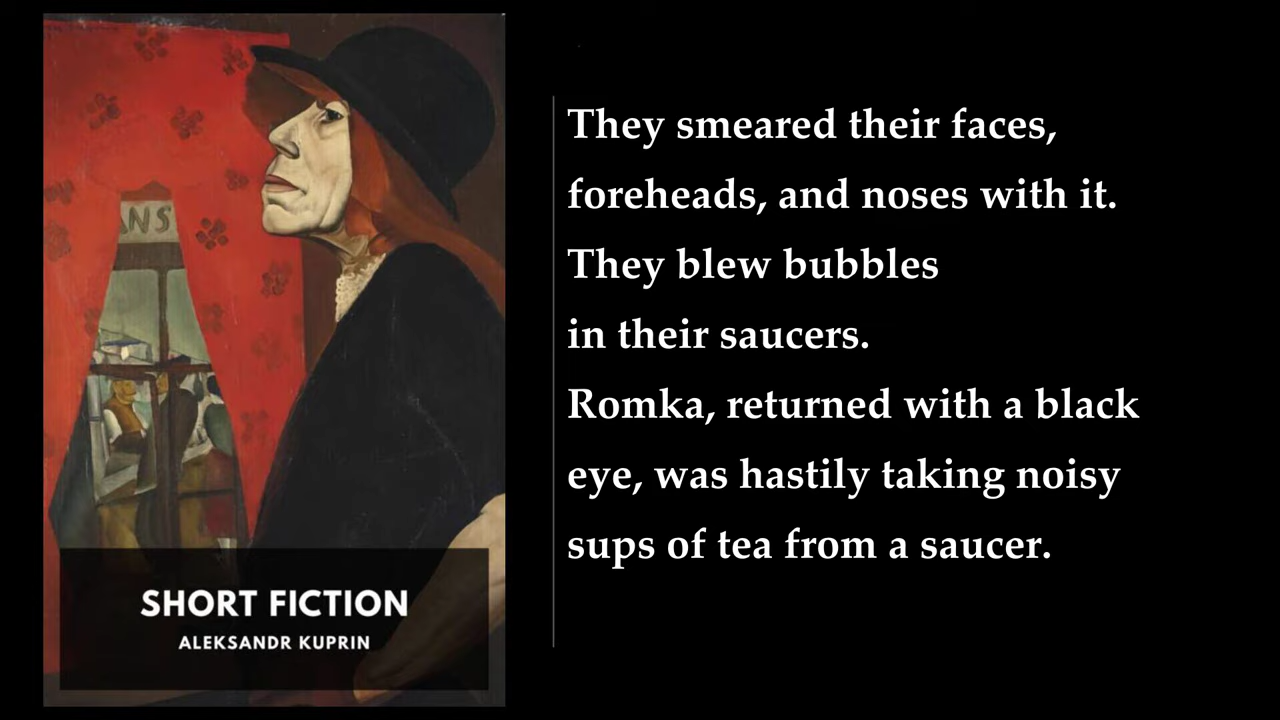 ANS
SHORT FICTION
ALEKSANDR KUPRIN
They smeared their faces,
foreheads, and noses with it.
They blew bubbles
in their saucers.
Romka, returned with a black
eye, was hastily taking noisy
sups of tea from a saucer.